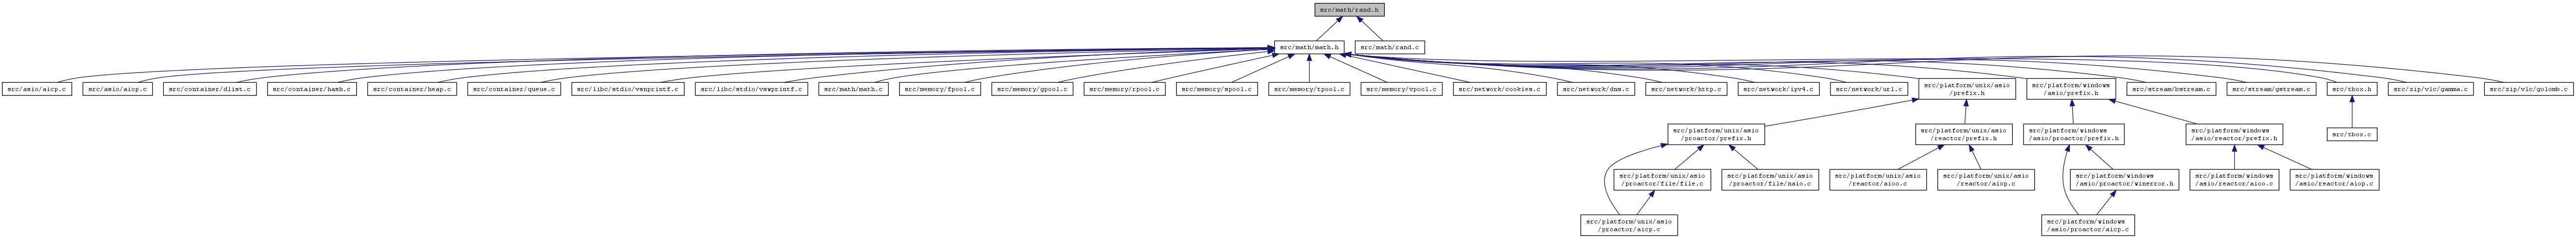 src/math/rand.h
src/math/math.h
src/math/rand.c
src/asio/aicp.c
src/asio/aiop.c
src/container/dlist.c
src/container/hash.c
src/container/heap.c
src/container/queue.c
src/libc/stdio/vsnprintf.c
src/libc/stdio/vswprintf.c
src/math/math.c
src/memory/fpool.c
src/memory/gpool.c
src/memory/rpool.c
src/memory/spool.c
src/memory/tpool.c
src/memory/vpool.c
src/network/cookies.c
src/network/dns.c
src/network/http.c
src/network/ipv4.c
src/network/url.c
src/platform/unix/asio
/prefix.h
src/platform/windows
/asio/prefix.h
src/stream/bstream.c
src/stream/gstream.c
src/tbox.h
src/zip/vlc/gamma.c
src/zip/vlc/golomb.c
src/platform/unix/asio
/proactor/prefix.h
src/platform/unix/asio
/reactor/prefix.h
src/platform/windows
/asio/proactor/prefix.h
src/platform/windows
/asio/reactor/prefix.h
src/tbox.c
src/platform/unix/asio
/proactor/file/file.c
src/platform/unix/asio
/proactor/file/naio.c
src/platform/unix/asio
/reactor/aioo.c
src/platform/unix/asio
/reactor/aiop.c
src/platform/windows
/asio/proactor/winerror.h
src/platform/windows
/asio/reactor/aioo.c
src/platform/windows
/asio/reactor/aiop.c
src/platform/unix/asio
/proactor/aicp.c
src/platform/windows
/asio/proactor/aicp.c